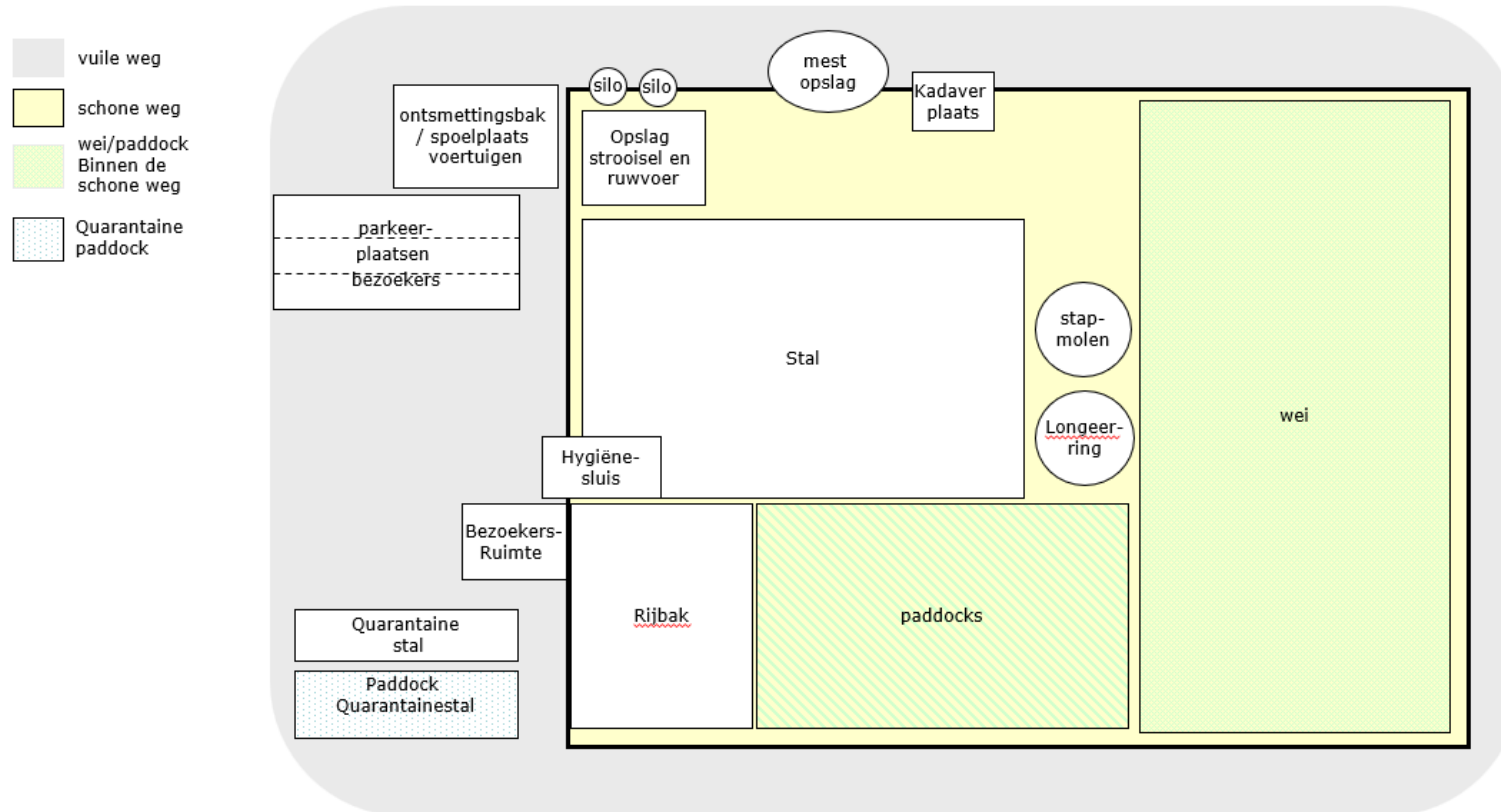 vuile weg
schone weg
wei/paddock
Binnen de
schone weg
Quarantaine
paddock
ontsmettingsbak
/ spoelplaats
voertuigen
parkeer-
plaatsen
bezoekers
silo
silo
mest
opslag
Kadaver
plaats
Opslag
strooisel en
ruwvoer
Stal
stap-
molen
Longeer-
ring
wei
Hygiëne-
sluis
Bezoekers-
Ruimte
Rijbak
paddocks
Quarantaine
stal
Paddock
Quarantainestal